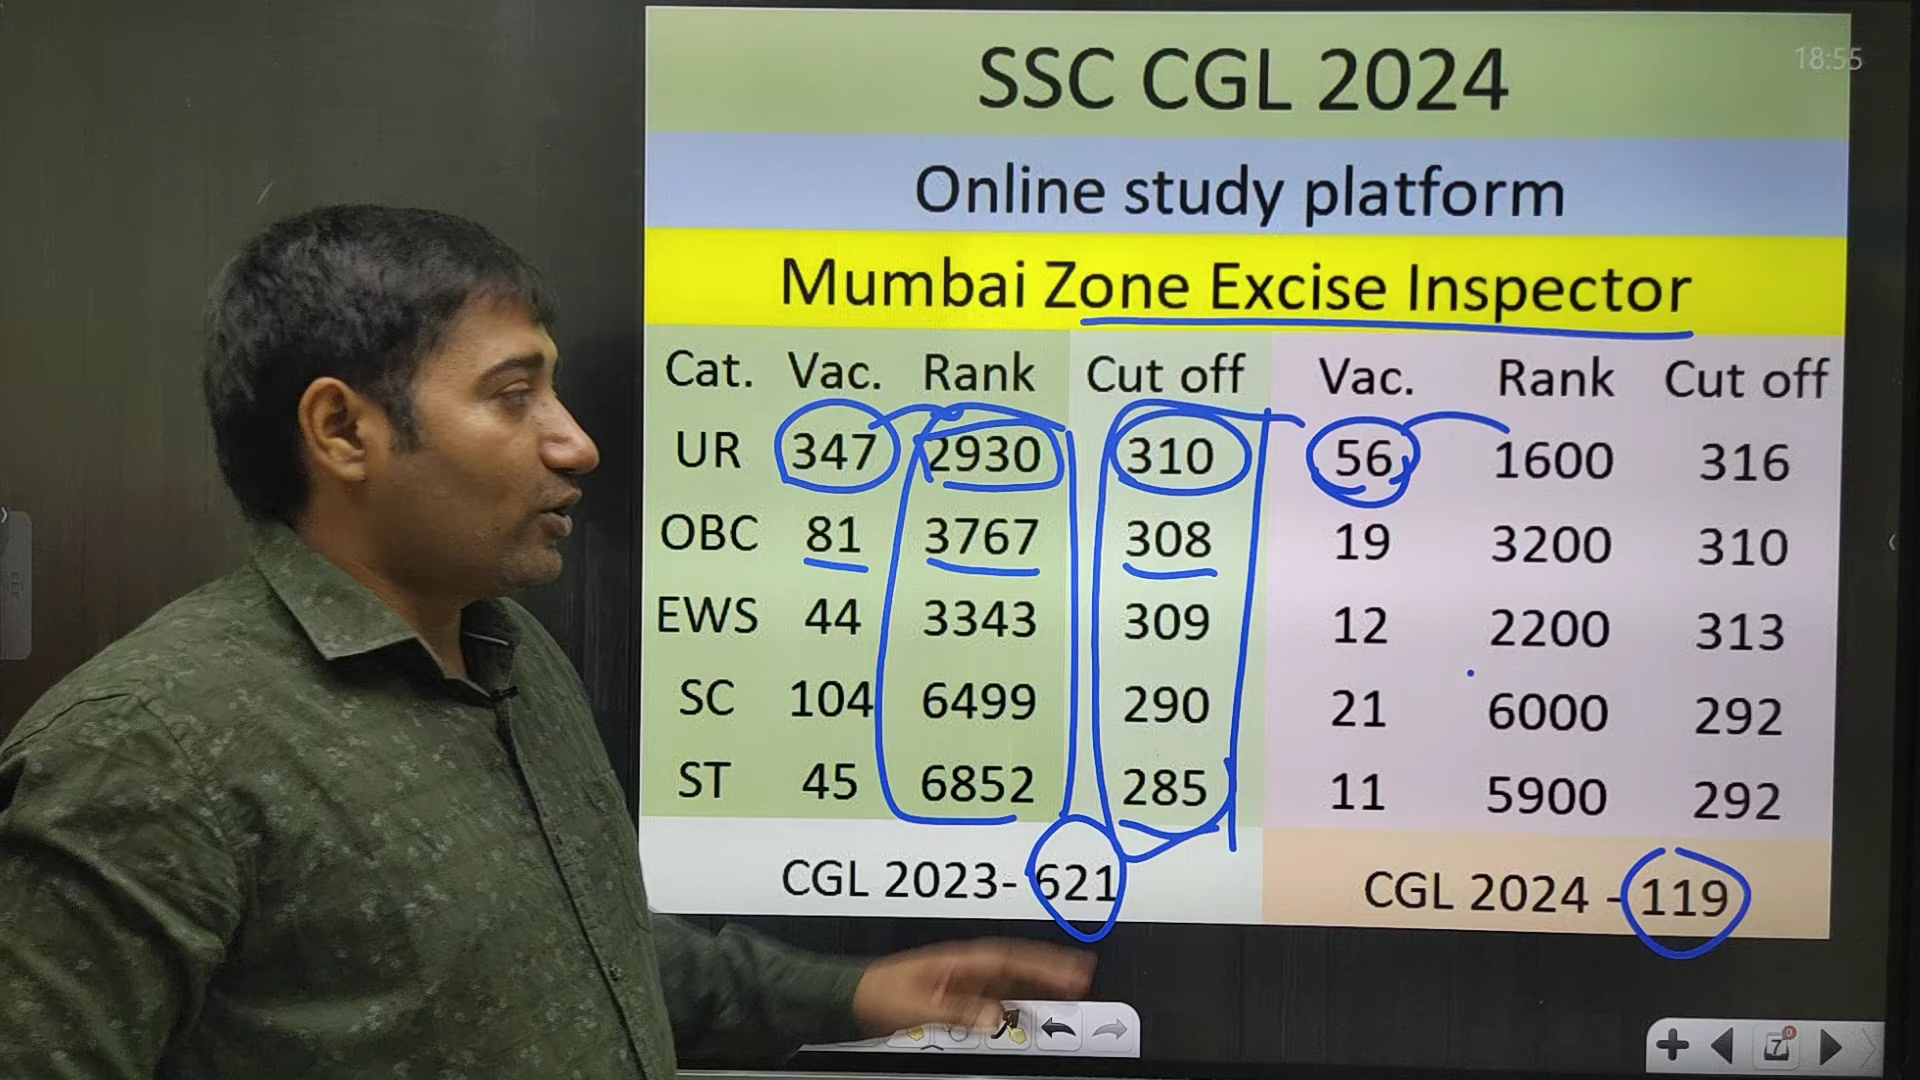 18:55
SSC CGL 2024
Online study platform
Mumbai Zone Excise Inspector
Cat. Vac. Rank Cut off Vac. Rank Cut off
UR 347 2930 310 56 1600 316
OBC 81 3767 308 19 3200 310
EWS 44 3343 309 12 2200 313
SC 104 6499 290 21 6000 292
ST 45 6852 285 11 5900 292
CGL 2023- 621 CGL 2024 - 119
7
0